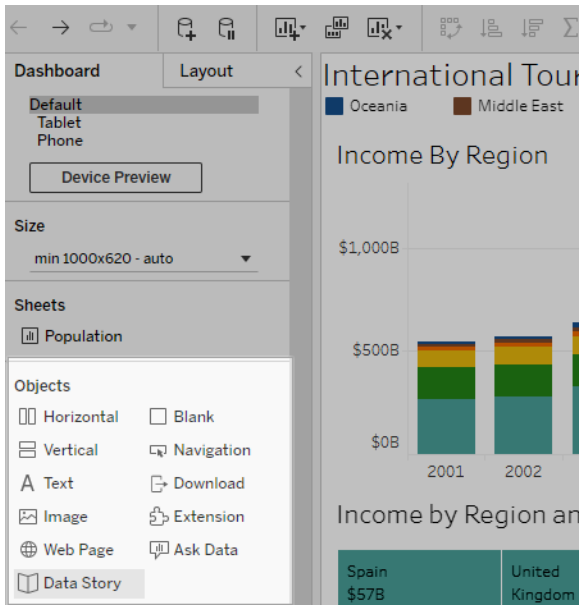 Dashboard Layout
Default
Tablet
Phone
Device Preview
Size
min 1000x620 - auto
Sheets
Population
Objects
Horizontal Blank
Vertical Navigation
Text Download
Image Extension
Web Page Ask Data
Data Story
International Tour
Oceania Middle East
Income By Region
$1,000B
$500B
$0B
2001 2002
Income by Region an
Spain United
$57B Kingdom